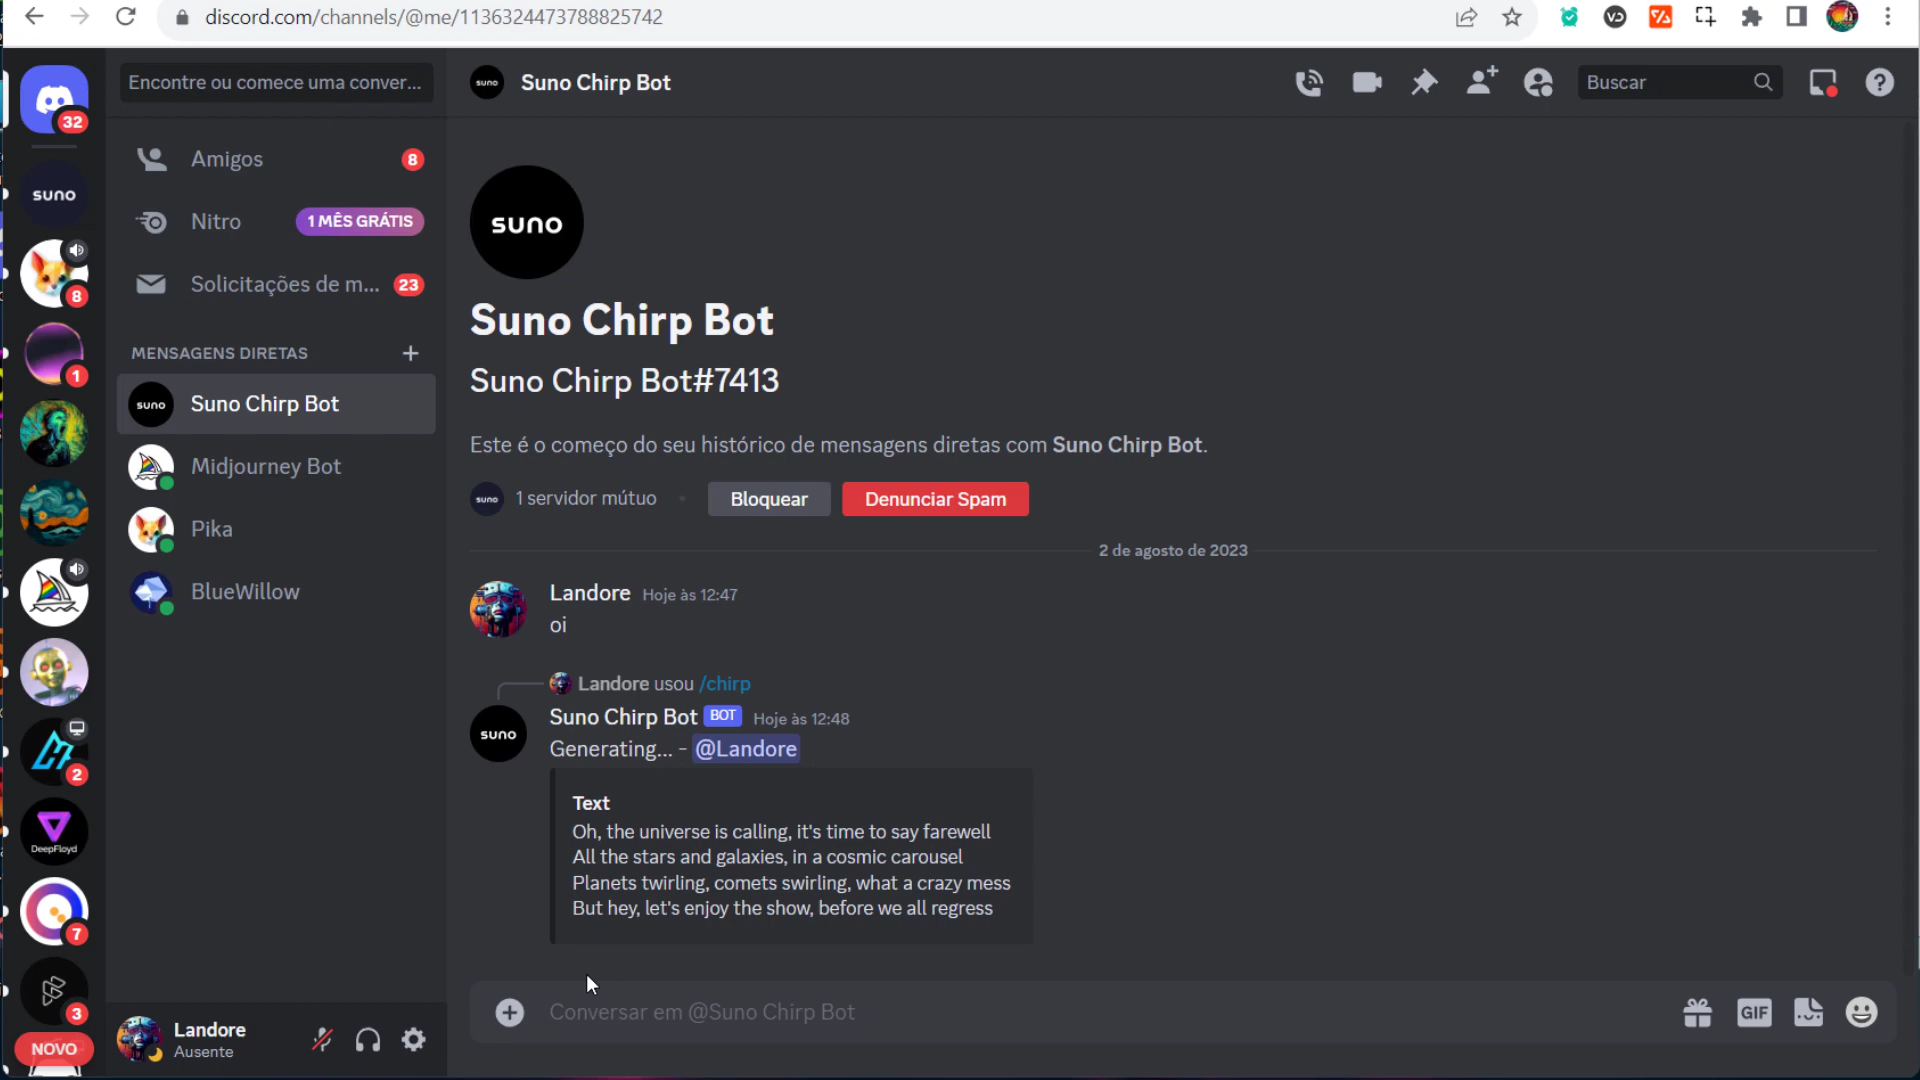 discord.com/channels/@me/1136324473788825742
32
suno
8
1
2
DeepFloyd
7
3
NOVO
Encontre ou comece uma conver...
Amigos
8
Nitro
1 MÊS GRÁTIS
Solicitações de m...
23
MENSAGENS DIRETAS
suno
Suno Chirp Bot
Midjourney Bot
Pika
BlueWillow
Landore
Ausente
suno
Suno Chirp Bot
Buscar
suno
Suno Chirp Bot
Suno Chirp Bot#7413
Este é o começo do seu histórico de mensagens diretas com Suno Chirp Bot.
suno
1 servidor mútuo
Bloquear
Denunciar Spam
2 de agosto de 2023
Landore Hoje às 12:47
oi
Landore usou /chirp
suno
Suno Chirp Bot BOT Hoje às 12:48
Generating... - @Landore
Text
Oh, the universe is calling, it's time to say farewell
All the stars and galaxies, in a cosmic carousel
Planets twirling, comets swirling, what a crazy mess
But hey, let's enjoy the show, before we all regress
Conversar em @Suno Chirp Bot
GIF